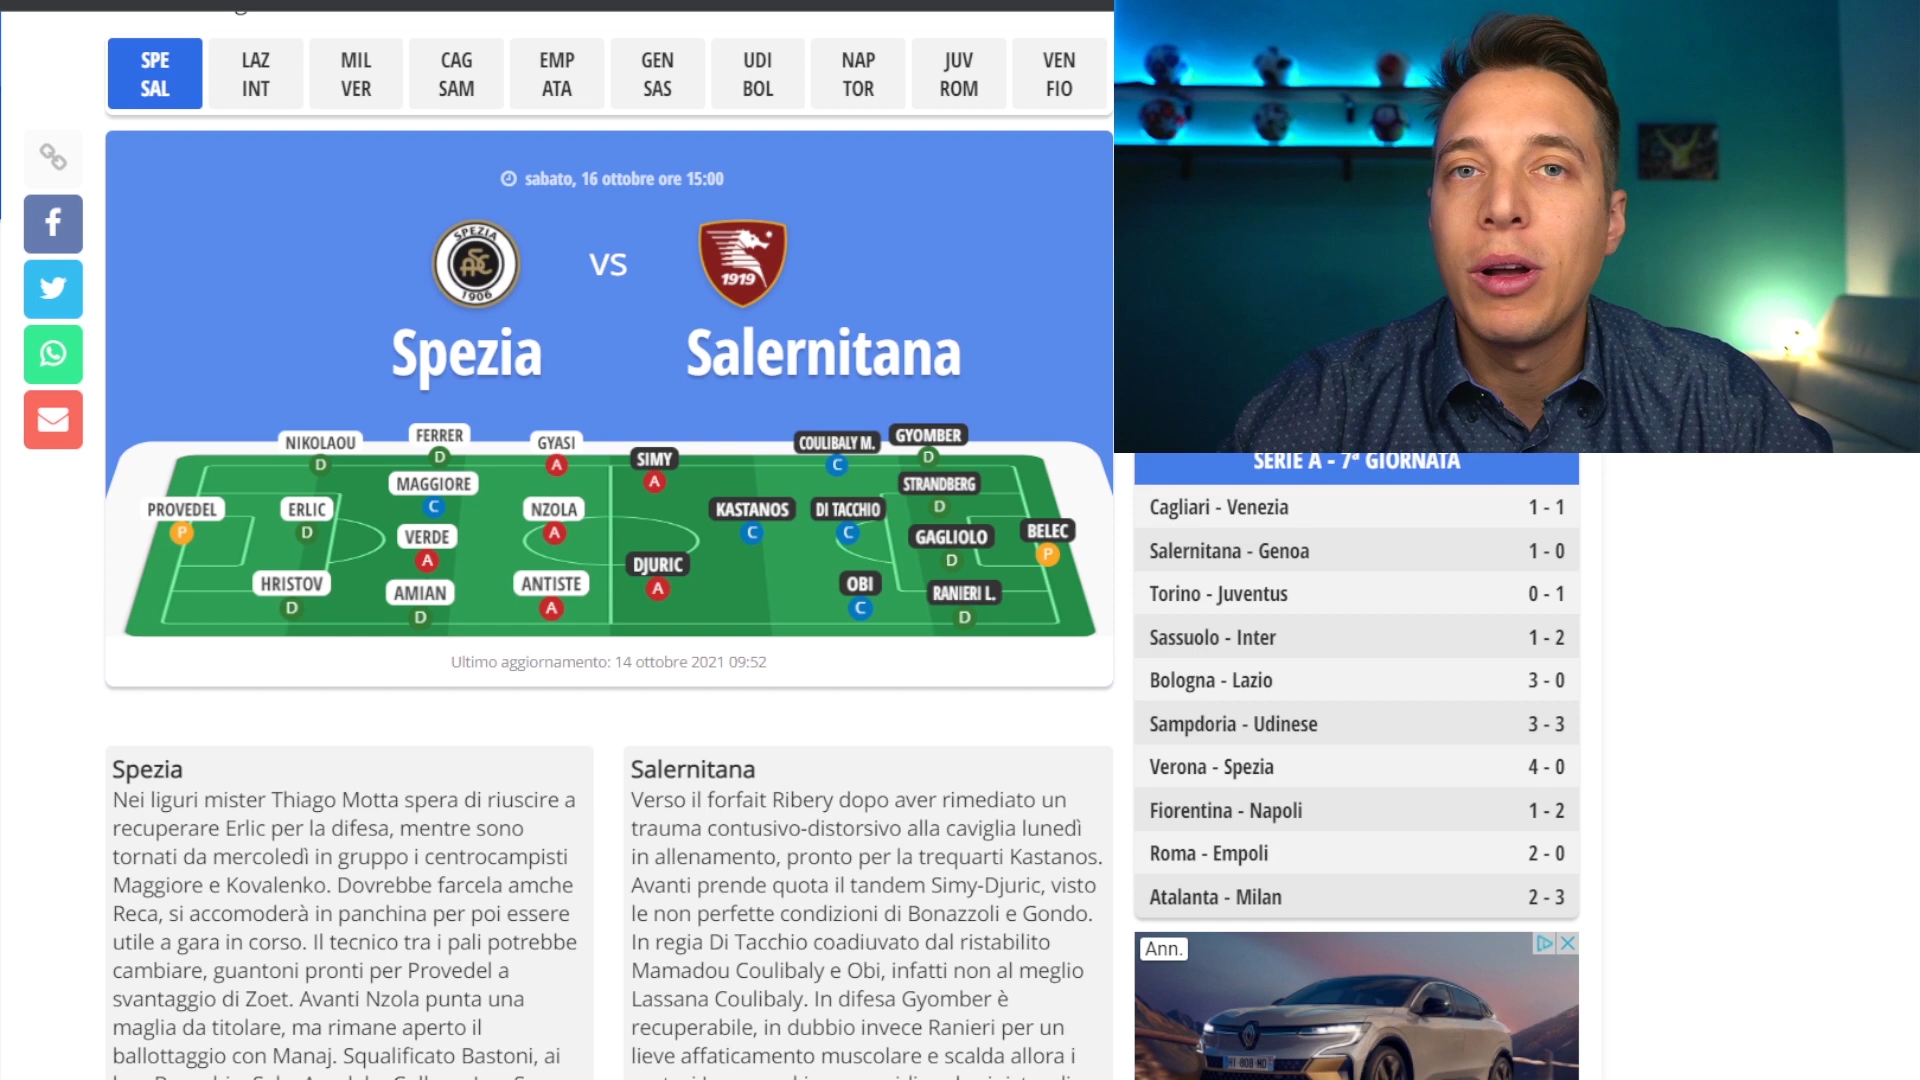 SPE
SAL
LAZ
INT
MIL
VER
CAG
SAM
EMP
ATA
GEN
SAS
UDI
BOL
NAP
TOR
JUV
ROM
VEN
FIO
sabato, 16 ottobre ore 15:00
SPEZIA
ASC
1906
VS
1919
Spezia
Salernitana
NIKOLAOU
D
FERRER
D
GYASI
A
SIMY
A
COULIBALY M.
C
GYOMBER
D
MAGGIORE
C
STRANDBERG
D
PROVEDEL
P
ERLIC
D
NZOLA
A
KASTANOS
C
DI TACCHIO
C
VERDE
A
GAGLIOLO
D
BELEC
P
DJURIC
A
HRISTOV
D
AMIAN
D
ANTISTE
A
OBI
C
RANIERI L.
D
Ultimo aggiornamento: 14 ottobre 2021 09:52
Spezia
Nei liguri mister Thiago Motta spera di riuscire a
recuperare Erlic per la difesa, mentre sono
tornati da mercoledì in gruppo i centrocampisti
Maggiore e Kovalenko. Dovrebbe farcela amche
Reca, si accomoderà in panchina per poi essere
utile a gara in corso. Il tecnico tra i pali potrebbe
cambiare, guantoni pronti per Provedel a
svantaggio di Zoet. Avanti Nzola punta una
maglia da titolare, ma rimane aperto il
ballottaggio con Manaj. Squalificato Bastoni, ai
Salernitana
Verso il forfait Ribery dopo aver rimediato un
trauma contusivo-distorsivo alla caviglia lunedì
in allenamento, pronto per la trequarti Kastanos.
Avanti prende quota il tandem Simy-Djuric, visto
le non perfette condizioni di Bonazzoli e Gondo.
In regia Di Tacchio coadiuvato dal ristabilito
Mamadou Coulibaly e Obi, infatti non al meglio
Lassana Coulibaly. In difesa Gyomber è
recuperabile, in dubbio invece Ranieri per un
lieve affaticamento muscolare e scalda allora i
SERIE A - 7ª GIORNATA
Cagliari - Venezia 1 - 1
Salernitana - Genoa 1 - 0
Torino - Juventus 0 - 1
Sassuolo - Inter 1 - 2
Bologna - Lazio 3 - 0
Sampdoria - Udinese 3 - 3
Verona - Spezia 4 - 0
Fiorentina - Napoli 1 - 2
Roma - Empoli 2 - 0
Atalanta - Milan 2 - 3
Ann.